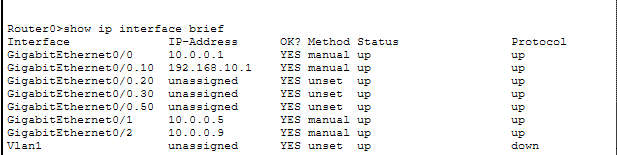 Router0>show ip interface brief
Interface IP-Address OK? Method Status Protocol
GigabitEthernet0/0 10.0.0.1 YES manual up up
GigabitEthernet0/0.10 192.168.10.1 YES manual up up
GigabitEthernet0/0.20 unassigned YES unset up up
GigabitEthernet0/0.30 unassigned YES unset up up
GigabitEthernet0/0.50 unassigned YES unset up up
GigabitEthernet0/1 10.0.0.5 YES manual up up
GigabitEthernet0/2 10.0.0.9 YES manual up up
Vlan1 unassigned YES unset up down